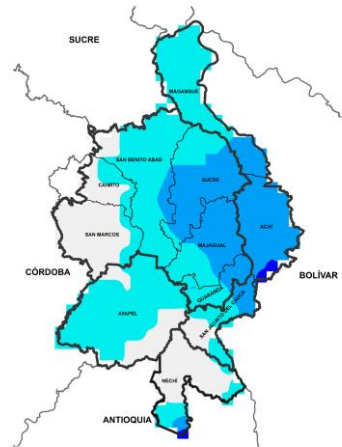 SUCRE
MAGANGUE
SAN BENITO ABAD
CAIMITO
SUCRE
SAN MARCOS
ACHÍ
MAJAGUAL
CÓRDOBA
BOLÍVAR
GUARANDA
AYAPEL
SAN JACINTO DEL CAUCA
NECHÍ
ANTIOQUIA